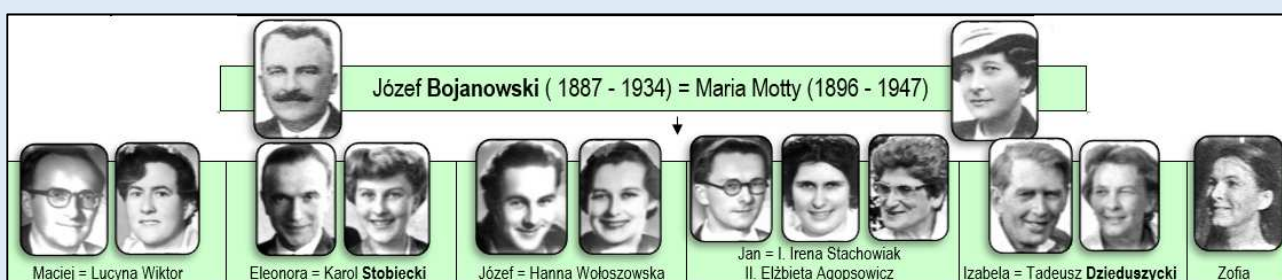 Józef Bojanowski ( 1887 - 1934) = Maria Motty (1896 - 1947)
Maciej = Lucyna Wiktor
Eleonora = Karol Stobiecki
Józef = Hanna Wołoszowska
Jan = I. Irena Stachowiak
II. Elżbieta Agopsowicz
Izabela = Tadeusz Dzieduszycki
Zofia